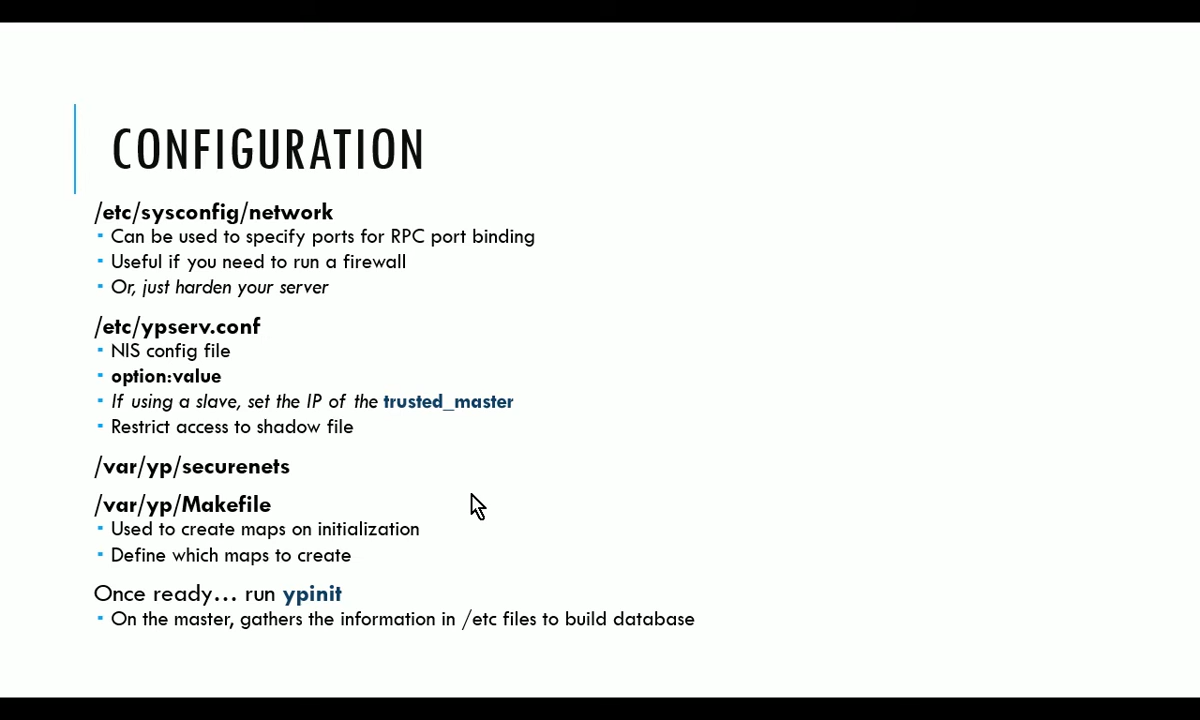 CONFIGURATION
/etc/sysconfig/network
Can be used to specify ports for RPC port binding
Useful if you need to run a firewall
Or, just harden your server
/etc/ypserv.conf
NIS config file
option:value
If using a slave, set the IP of the trusted_master
Restrict access to shadow file
/var/yp/securenets
/var/yp/Makefile
Used to create maps on initialization
Define which maps to create
Once ready... run ypinit
On the master, gathers the information in /etc files to build database